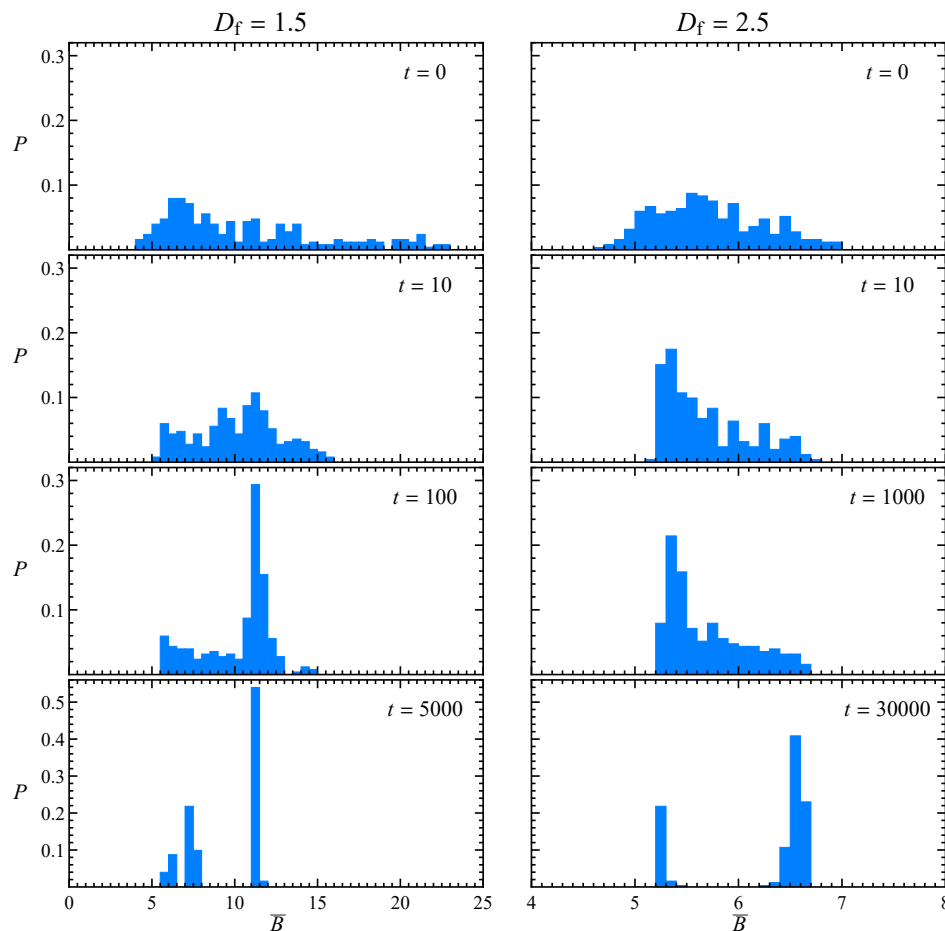 D_f = 1.5 D_f = 2.5
0.3 t = 0 t = 0
0.2
P
0.1
0.3 t = 10 t = 10
0.2
P
0.1
0.3 t = 100 t = 1000
0.2
P
0.1
t = 5000 t = 30000
0.5
0.4
0.3
P
0.2
0.1
0 5 10 15 20 25 4 5 6 7 8
B̅ B̅